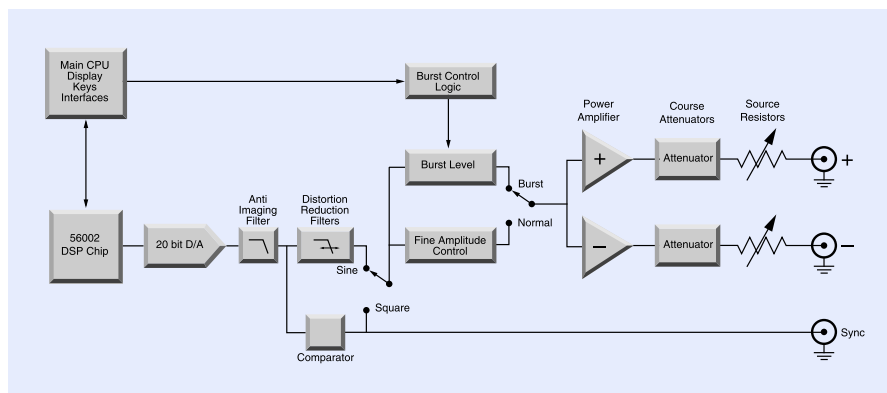 Main CPU
Display
Keys
Interfaces
Burst Control
Logic
Power
Amplifier
Course
Attenuators
Source
Resistors
Burst Level
+
Attenuator
+
Burst
56002
DSP Chip
20 bit D/A
Anti
Imaging
Filter
Distortion
Reduction
Filters
Normal
Fine Amplitude
Control
–
Attenuator
–
Sine
Square
Comparator
Sync